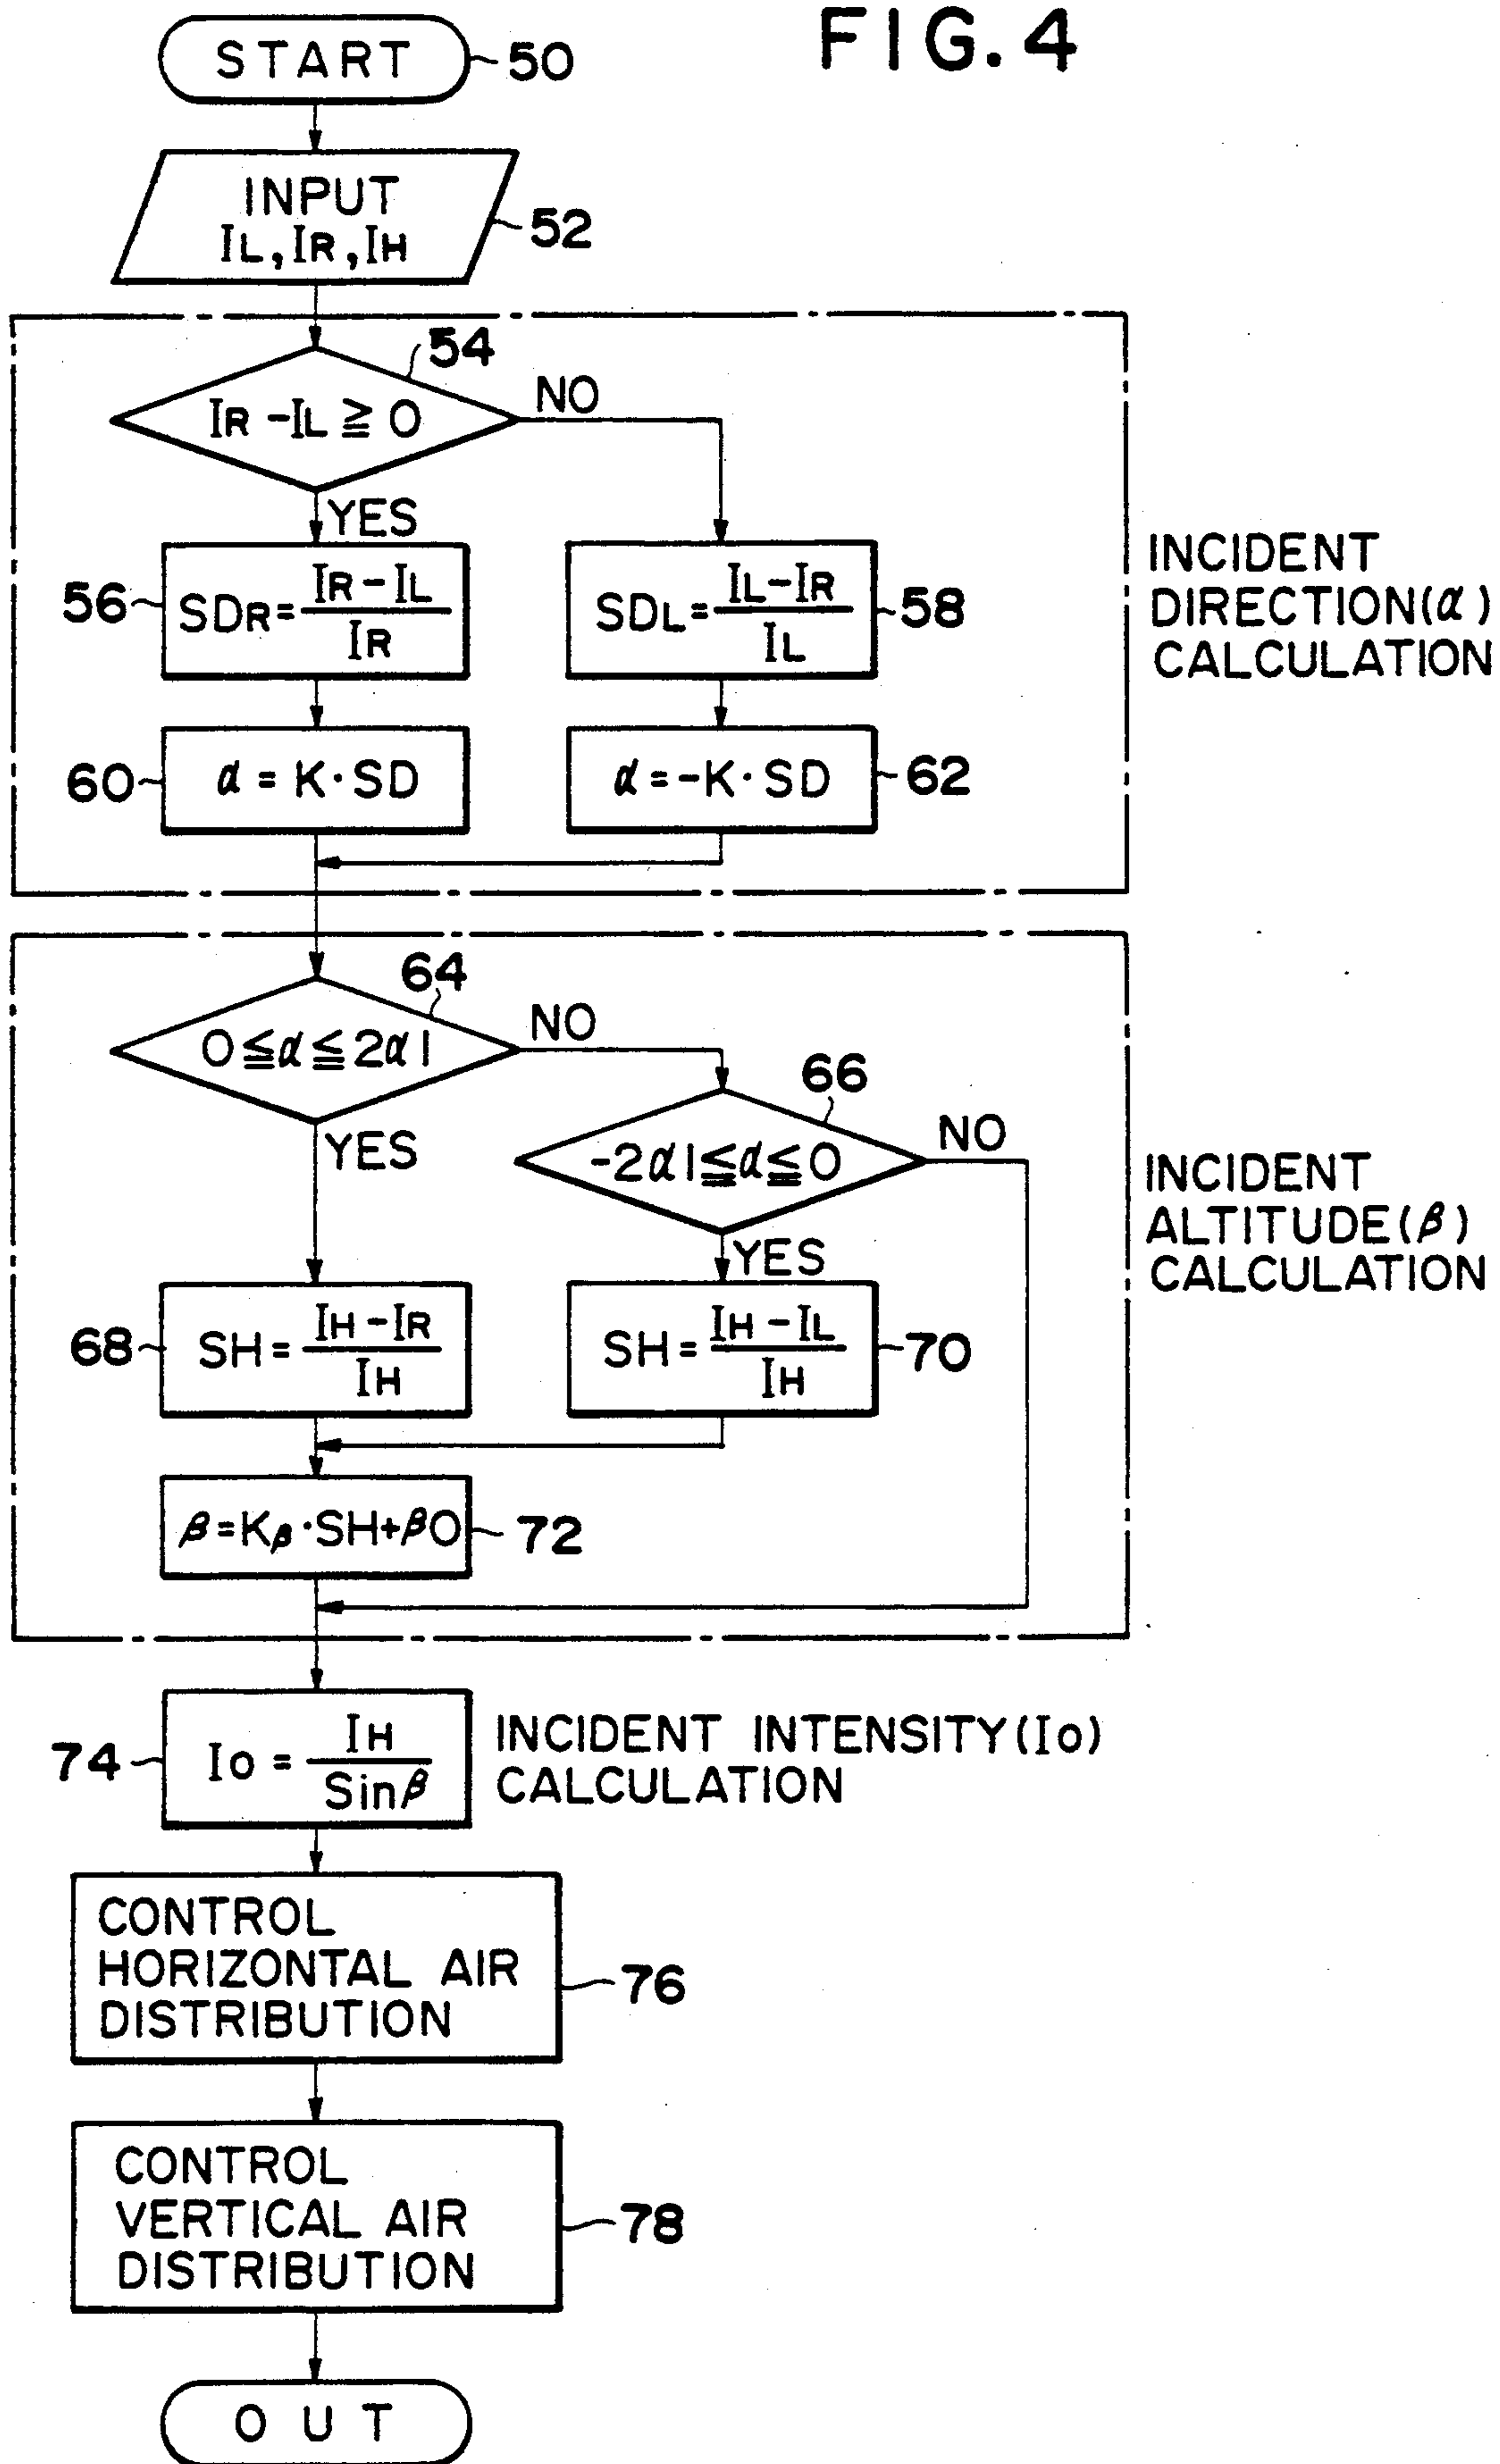 FIG. 4
START
50
INPUT
IL, IR, IH
52
54
IR - IL ≧ 0
NO
YES
56
SDR = IR - IL / IR
SDL = IL - IR / IL
58
INCIDENT
DIRECTION(α)
CALCULATION
60
α = K · SD
α = -K · SD
62
64
0 ≦ α ≦ 2α1
NO
66
YES
-2α1 ≦ α ≦ 0
NO
INCIDENT
ALTITUDE(β)
CALCULATION
YES
68
SH = IH - IR / IH
SH = IH - IL / IH
70
β = Kβ · SH + β0
72
74
Io = IH / Sin β
INCIDENT INTENSITY(Io)
CALCULATION
CONTROL
HORIZONTAL AIR
DISTRIBUTION
76
CONTROL
VERTICAL AIR
DISTRIBUTION
78
OUT